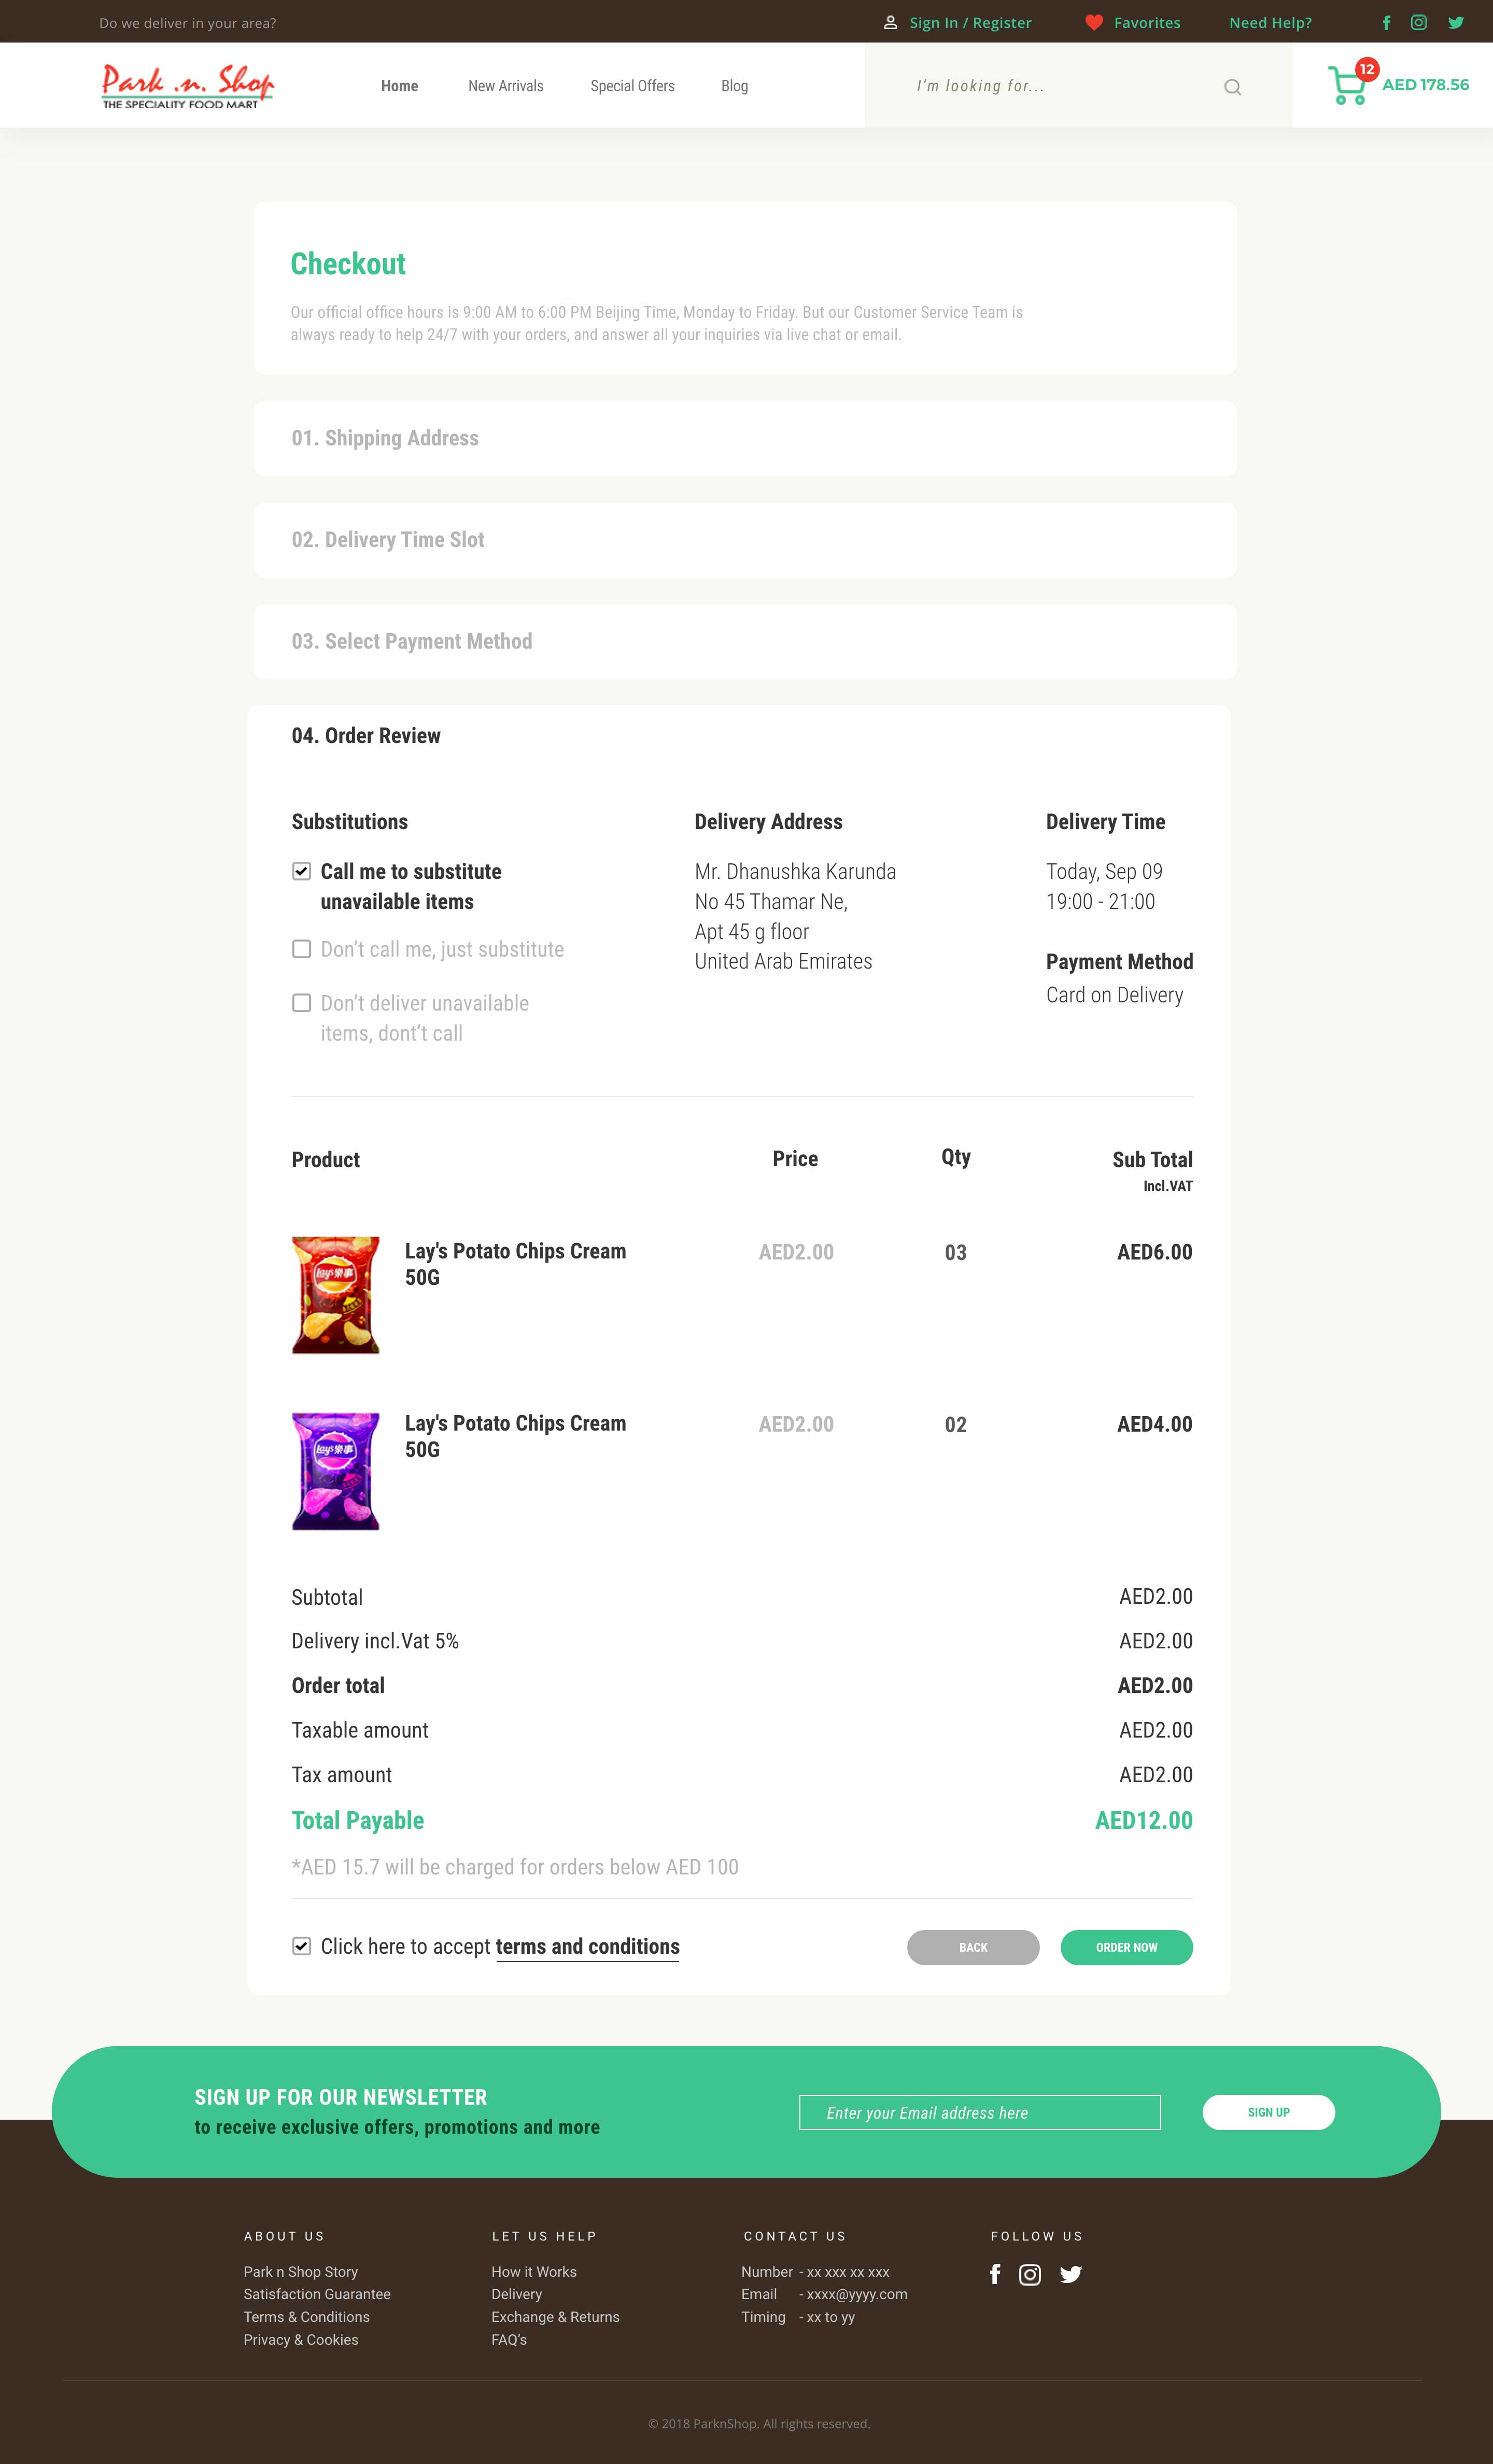 Do we deliver in your area?
Sign In / Register
Favorites
Need Help?
Park .n. Shop
THE SPECIALITY FOOD MART
Home
New Arrivals
Special Offers
Blog
I'm looking for...
12
AED 178.56
Checkout
Our official office hours is 9:00 AM to 6:00 PM Beijing Time, Monday to Friday. But our Customer Service Team is
always ready to help 24/7 with your orders, and answer all your inquiries via live chat or email.
01. Shipping Address
02. Delivery Time Slot
03. Select Payment Method
04. Order Review
Substitutions
Call me to substitute
unavailable items
Don't call me, just substitute
Don't deliver unavailable
items, dont't call
Delivery Address
Mr. Dhanushka Karunda
No 45 Thamar Ne,
Apt 45 g floor
United Arab Emirates
Delivery Time
Today, Sep 09
19:00 - 21:00
Payment Method
Card on Delivery
Product
Price
Qty
Sub Total
Incl.VAT
Lay's樂事
Lay's Potato Chips Cream
50G
AED2.00
03
AED6.00
Lay's樂事
Lay's Potato Chips Cream
50G
AED2.00
02
AED4.00
Subtotal
AED2.00
Delivery incl.Vat 5%
AED2.00
Order total
AED2.00
Taxable amount
AED2.00
Tax amount
AED2.00
Total Payable
AED12.00
*AED 15.7 will be charged for orders below AED 100
Click here to accept terms and conditions
BACK
ORDER NOW
SIGN UP FOR OUR NEWSLETTER
to receive exclusive offers, promotions and more
Enter your Email address here
SIGN UP
ABOUT US
Park n Shop Story
Satisfaction Guarantee
Terms & Conditions
Privacy & Cookies
LET US HELP
How it Works
Delivery
Exchange & Returns
FAQ's
CONTACT US
Number - xx xxx xx xxx
Email - xxxx@yyyy.com
Timing - xx to yy
FOLLOW US
© 2018 ParknShop. All rights reserved.